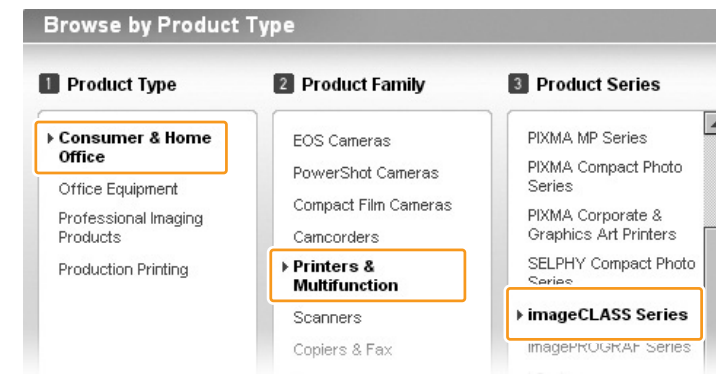 Browse by Product Type
1 Product Type
Consumer & Home
Office
Office Equipment
Professional Imaging
Products
Production Printing
2 Product Family
EOS Cameras
PowerShot Cameras
Compact Film Cameras
Camcorders
Printers &
Multifunction
Scanners
Copiers & Fax
3 Product Series
PIXMA MP Series
PIXMA Compact Photo
Series
PIXMA Corporate &
Graphics Art Printers
SELPHY Compact Photo
Series
imageCLASS Series
imagePROGRAF Series